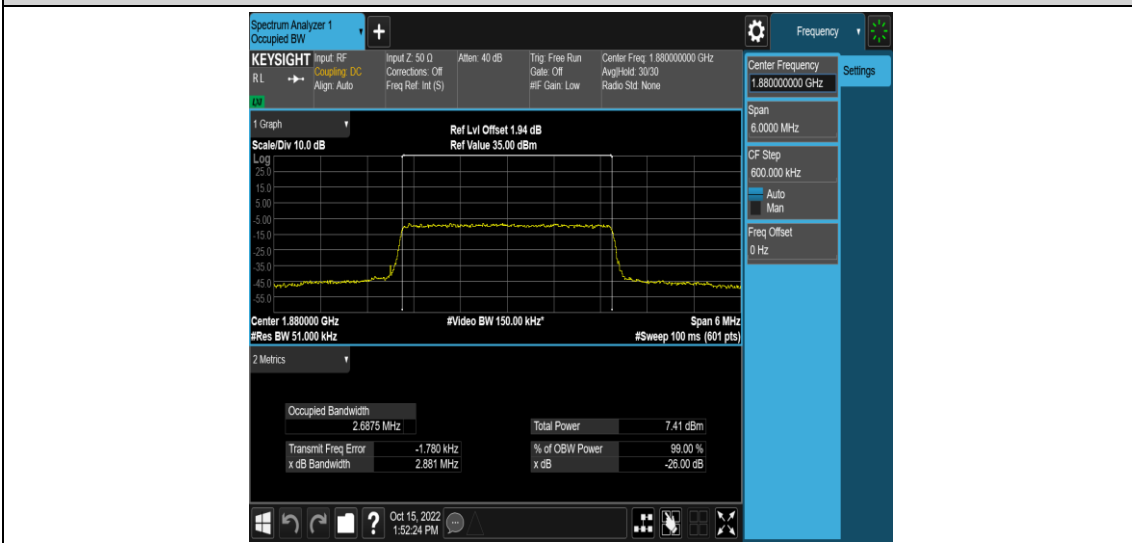 Spectrum Analyzer 1
Occupied BW
+
Frequency
KEYSIGHT
RL
LXI
Input: RF
Coupling: DC
Align: Auto
Input Z: 50 Ω
Corrections: Off
Freq Ref: Int (S)
Atten: 40 dB
Trig: Free Run
Gate: Off
#IF Gain: Low
Center Freq: 1.880000000 GHz
Avg|Hold: 30/30
Radio Std: None
Center Frequency
1.880000000 GHz
Settings
Span
6.0000 MHz
CF Step
600.000 kHz
Auto
Man
Freq Offset
0 Hz
1 Graph
Ref Lvl Offset 1.94 dB
Scale/Div 10.0 dB
Ref Value 35.00 dBm
Log
25.0
15.0
5.00
-5.00
-15.0
-25.0
-35.0
-45.0
-55.0
Center 1.880000 GHz
#Video BW 150.00 kHz*
Span 6 MHz
#Res BW 51.000 kHz
#Sweep 100 ms (601 pts)
2 Metrics
Occupied Bandwidth
2.6875 MHz
Total Power 7.41 dBm
Transmit Freq Error -1.780 kHz
% of OBW Power 99.00 %
x dB Bandwidth 2.881 MHz
x dB -26.00 dB
?
Oct 15, 2022
1:52:24 PM